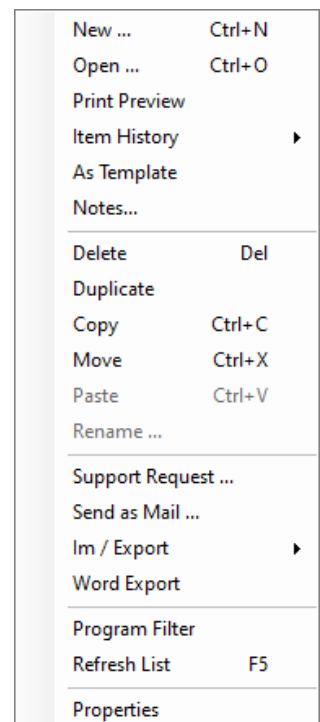 New ... Ctrl+N
Open ... Ctrl+O
Print Preview
Item History
As Template
Notes...
Delete Del
Duplicate
Copy Ctrl+C
Move Ctrl+X
Paste Ctrl+V
Rename ...
Support Request ...
Send as Mail ...
Im / Export
Word Export
Program Filter
Refresh List F5
Properties